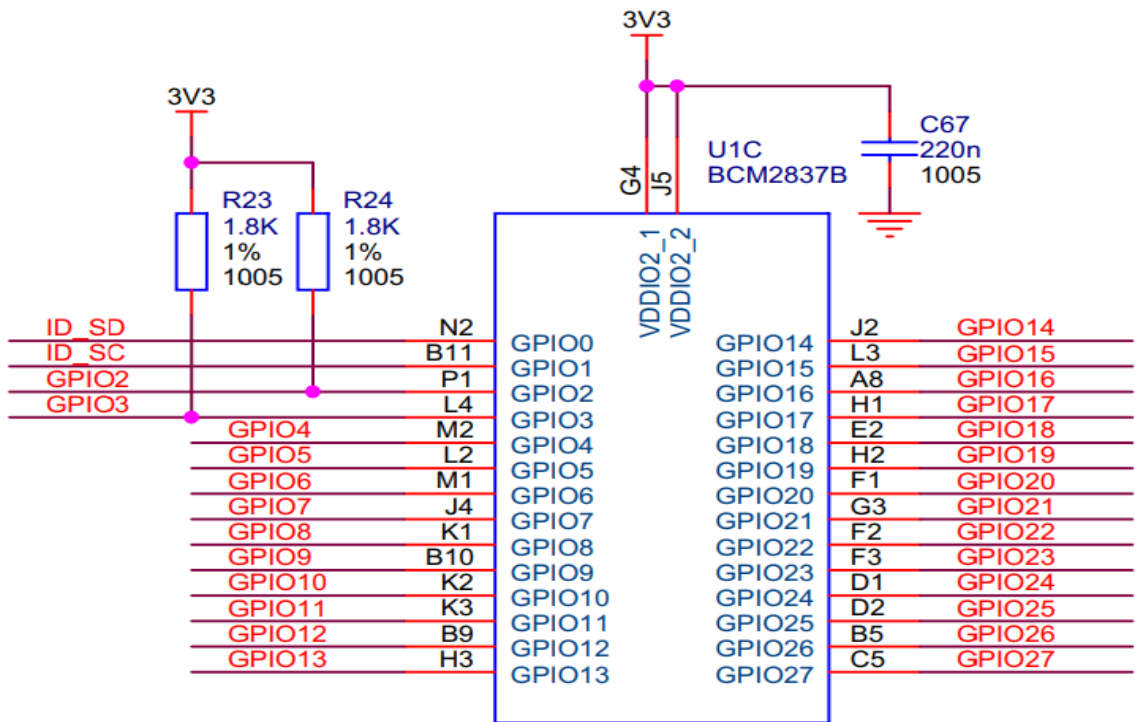 3V3
3V3
C67
220n
1005
U1C
BCM2837B
G4
J5
R23
1.8K
1%
1005
R24
1.8K
1%
1005
VDDIO2_1
VDDIO2_2
ID_SD N2 GPIO0 GPIO14 J2 GPIO14
ID_SC B11 GPIO1 GPIO15 L3 GPIO15
GPIO2 P1 GPIO2 GPIO16 A8 GPIO16
GPIO3 L4 GPIO3 GPIO17 H1 GPIO17
GPIO4 M2 GPIO4 GPIO18 E2 GPIO18
GPIO5 L2 GPIO5 GPIO19 H2 GPIO19
GPIO6 M1 GPIO6 GPIO20 F1 GPIO20
GPIO7 J4 GPIO7 GPIO21 G3 GPIO21
GPIO8 K1 GPIO8 GPIO22 F2 GPIO22
GPIO9 B10 GPIO9 GPIO23 F3 GPIO23
GPIO10 K2 GPIO10 GPIO24 D1 GPIO24
GPIO11 K3 GPIO11 GPIO25 D2 GPIO25
GPIO12 B9 GPIO12 GPIO26 B5 GPIO26
GPIO13 H3 GPIO13 GPIO27 C5 GPIO27